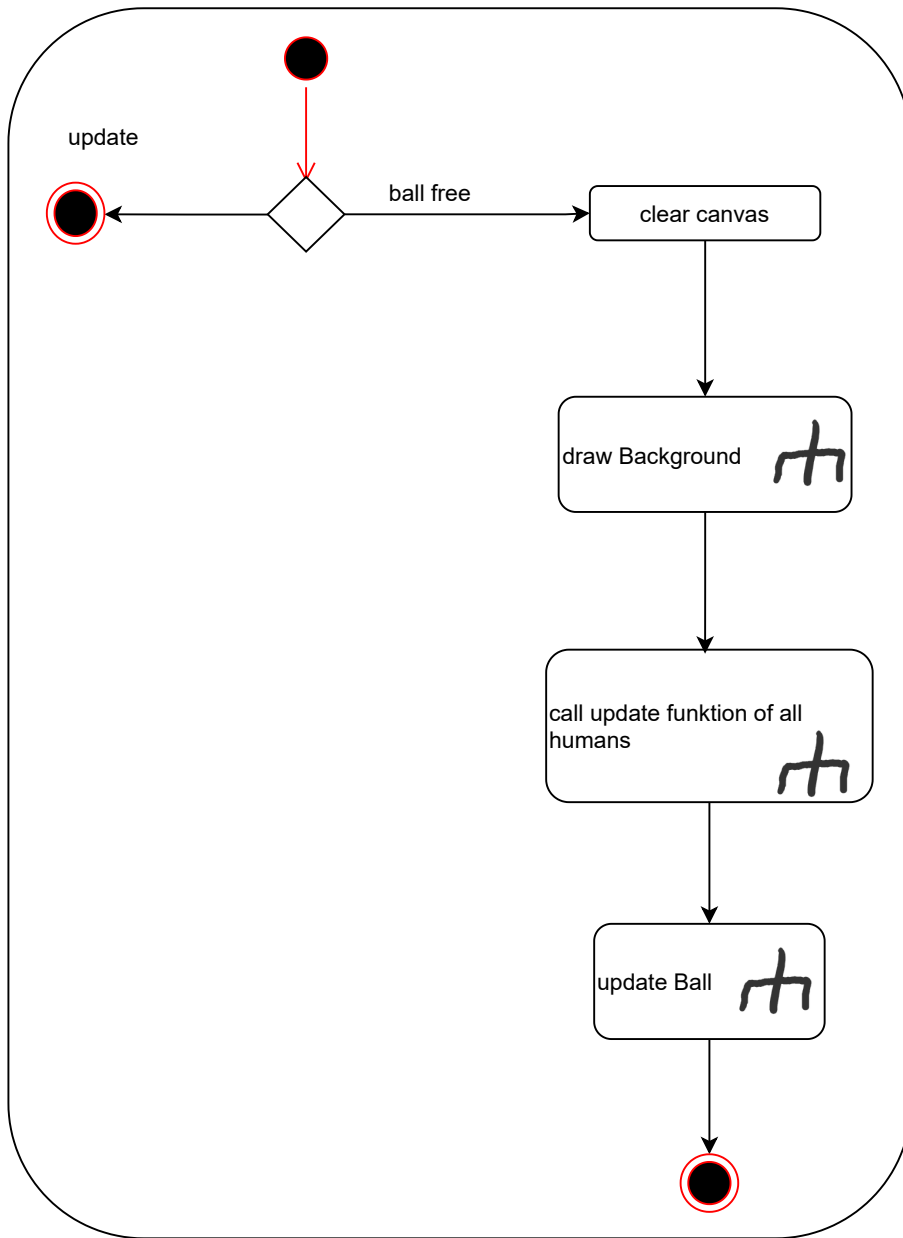 update
ball free
clear canvas
draw Background
call update funktion of all
humans
update Ball